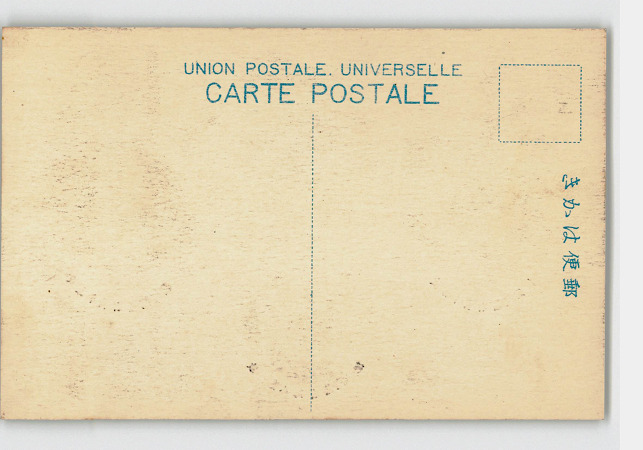 UNION POSTALE. UNIVERSELLE
CARTE POSTALE
きかは便郵